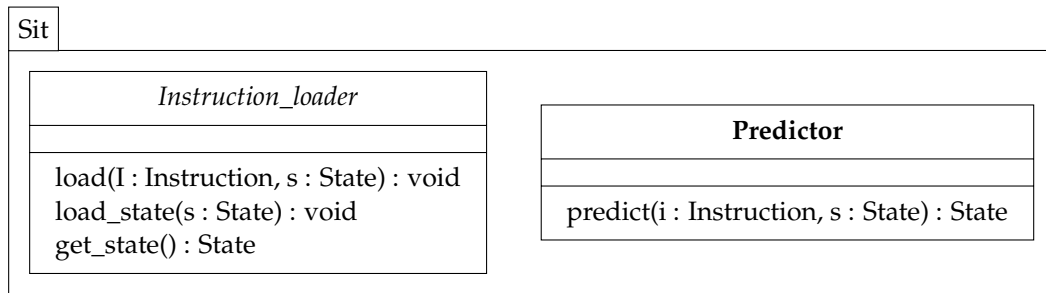 Sit
Instruction_loader
load(I : Instruction, s : State) : void
load_state(s : State) : void
get_state() : State
Predictor
predict(i : Instruction, s : State) : State